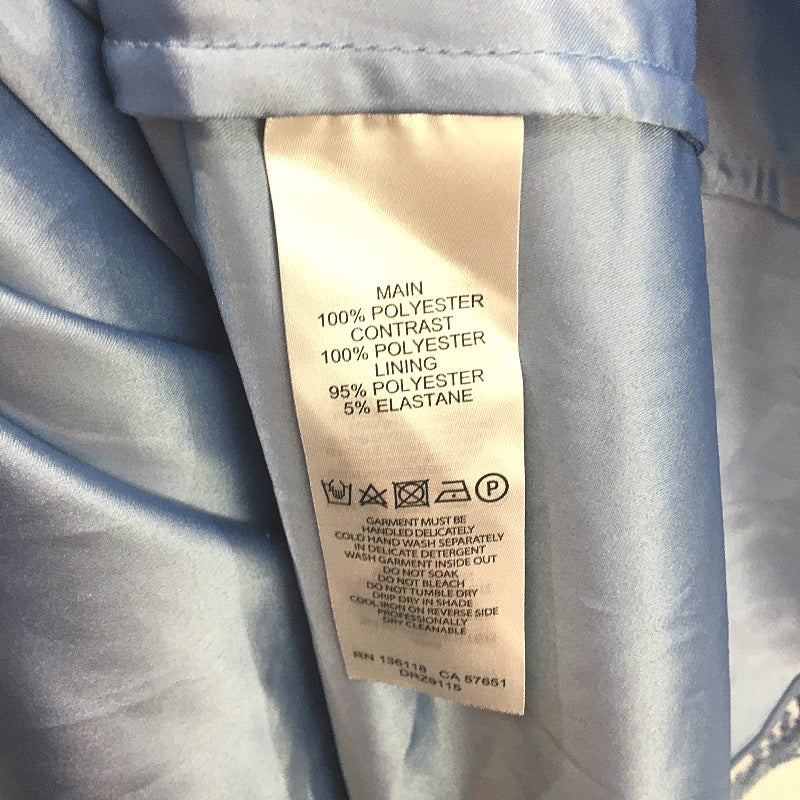 MAIN
100% POLYESTER
CONTRAST
100% POLYESTER
LINING
95% POLYESTER
5% ELASTANE
P
GARMENT MUST BE
HANDLED DELICATELY
COLD HAND WASH SEPARATELY
IN DELICATE DETERGENT
WASH GARMENT INSIDE OUT
DO NOT SOAK
DO NOT BLEACH
DO NOT TUMBLE DRY
DRIP DRY IN SHADE
COOL IRON ON REVERSE SIDE
PROFESSIONALLY
DRY CLEANABLE
RN 136118 CA 57651